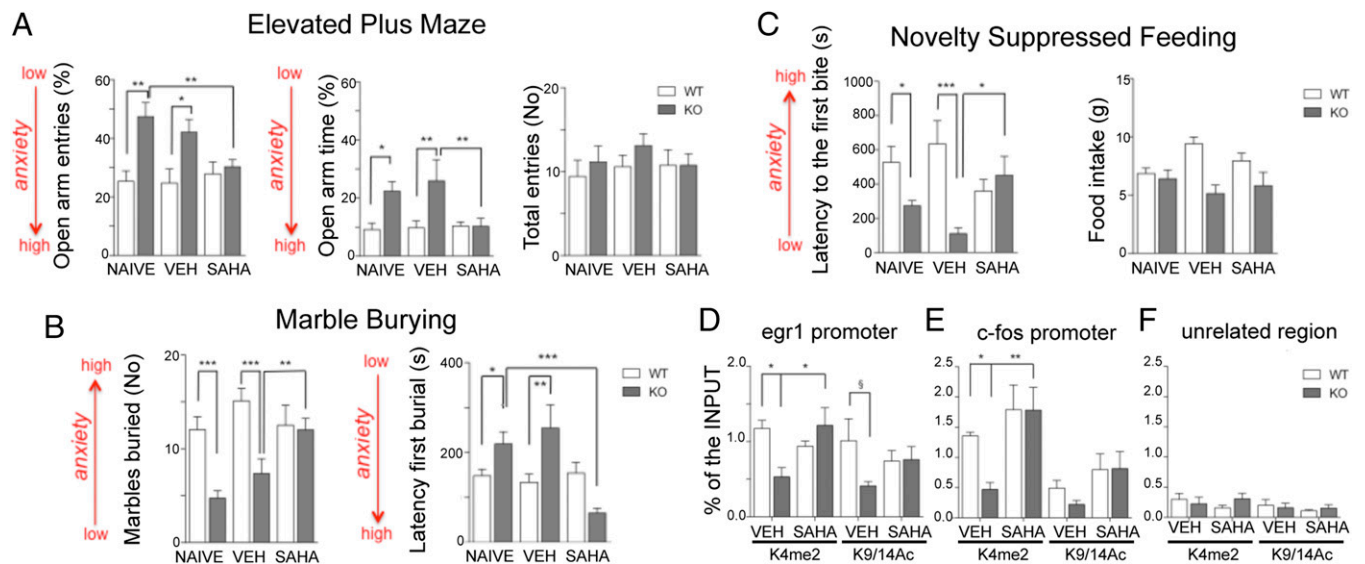 A
Elevated Plus Maze
low
anxiety
high
Open arm entries (%)
60
40
20
0
**
**
*
NAIVE VEH SAHA
low
anxiety
high
Open arm time (%)
60
40
20
0
*
**
**
NAIVE VEH SAHA
Total entries (No)
20
15
10
5
0
NAIVE VEH SAHA
WT
KO
C
Novelty Suppressed Feeding
high
anxiety
low
Latency to the first bite (s)
1000
800
600
400
200
0
*
***
*
NAIVE VEH SAHA
Food intake (g)
15
10
5
0
NAIVE VEH SAHA
WT
KO
B
Marble Burying
high
anxiety
low
Marbles buried (No)
20
15
10
5
0
***
***
**
NAIVE VEH SAHA
low
anxiety
high
Latency first burial (s)
400
300
200
100
0
*
***
**
NAIVE VEH SAHA
WT
KO
D
egr1 promoter
% of the INPUT
2.0
1.5
1.0
0.5
0.0
*
*
§
VEH SAHA VEH SAHA
K4me2 K9/14Ac
E
c-fos promoter
2.5
2.0
1.5
1.0
0.5
0.0
*
**
VEH SAHA VEH SAHA
K4me2 K9/14Ac
F
unrelated region
2.5
2.0
1.5
1.0
0.5
0.0
WT
KO
VEH SAHA VEH SAHA
K4me2 K9/14Ac